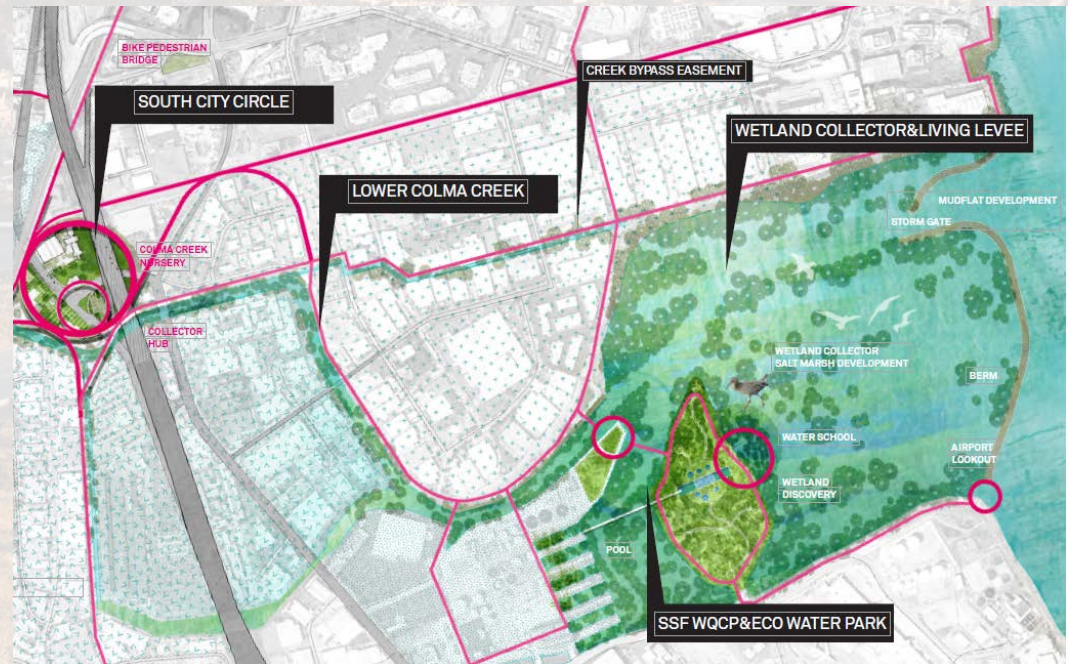 BIKE PEDESTRIAN
BRIDGE
SOUTH CITY CIRCLE
CREEK BYPASS EASEMENT
WETLAND COLLECTOR&LIVING LEVEE
LOWER COLMA CREEK
MUDFLAT DEVELOPMENT
STORM GATE
COLMA CREEK
NURSERY
COLLECTOR
HUB
WETLAND COLLECTOR
SALT MARSH DEVELOPMENT
BERM
WATER SCHOOL
AIRPORT
LOOKOUT
WETLAND
DISCOVERY
POOL
SSF WQCP&ECO WATER PARK